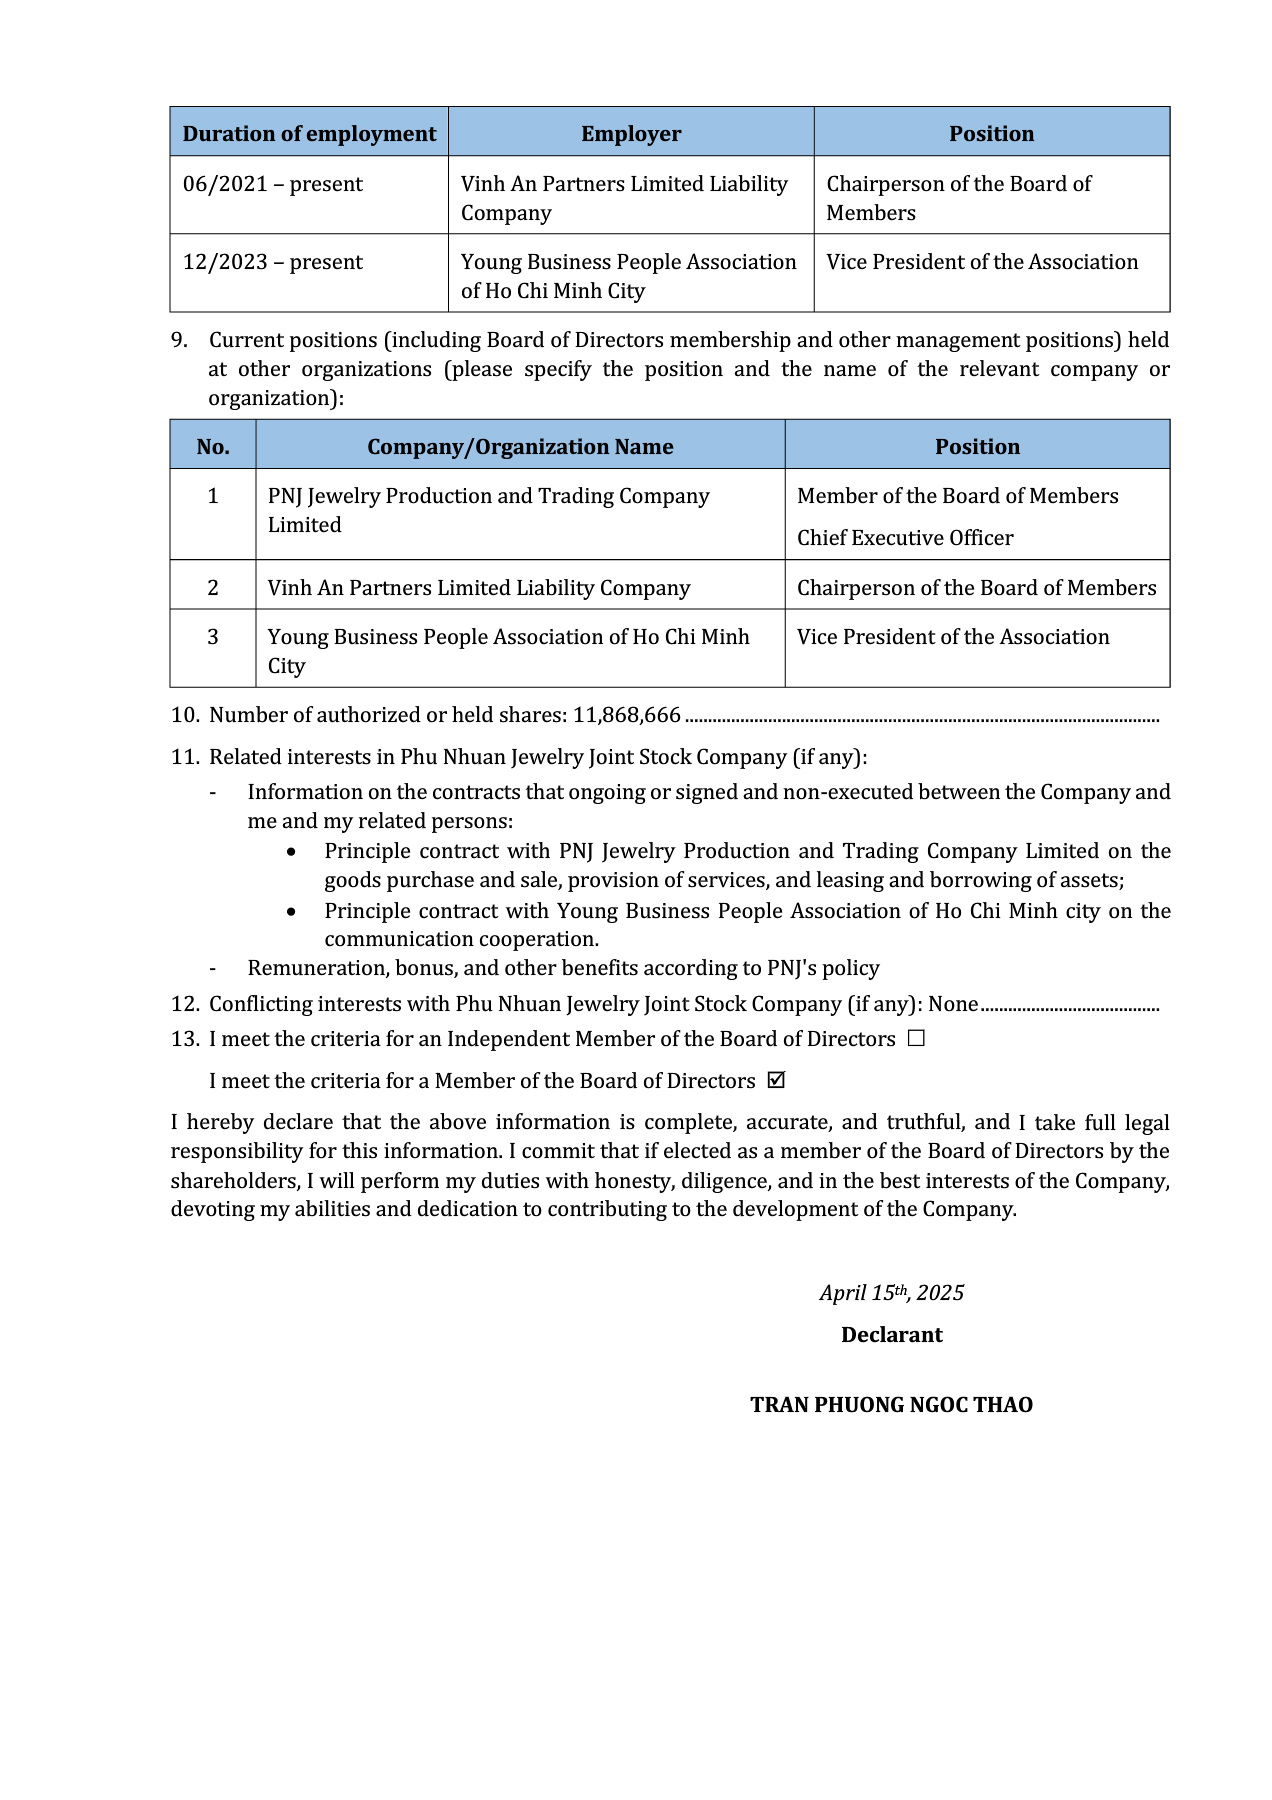 Duration of employment Employer Position
06/2021 – present Vinh An Partners Limited Liability Chairperson of the Board of
Company Members
12/2023 – present Young Business People Association Vice President of the Association
of Ho Chi Minh City
9. Current positions (including Board of Directors membership and other management positions) held
at other organizations (please specify the position and the name of the relevant company or
organization):
No. Company/Organization Name Position
1 PNJ Jewelry Production and Trading Company Member of the Board of Members
Limited
Chief Executive Officer
2 Vinh An Partners Limited Liability Company Chairperson of the Board of Members
3 Young Business People Association of Ho Chi Minh Vice President of the Association
City
10. Number of authorized or held shares: 11,868,666
11. Related interests in Phu Nhuan Jewelry Joint Stock Company (if any):
- Information on the contracts that ongoing or signed and non-executed between the Company and
me and my related persons:
• Principle contract with PNJ Jewelry Production and Trading Company Limited on the
goods purchase and sale, provision of services, and leasing and borrowing of assets;
• Principle contract with Young Business People Association of Ho Chi Minh city on the
communication cooperation.
- Remuneration, bonus, and other benefits according to PNJ's policy
12. Conflicting interests with Phu Nhuan Jewelry Joint Stock Company (if any): None
13. I meet the criteria for an Independent Member of the Board of Directors ☐
I meet the criteria for a Member of the Board of Directors ☑
I hereby declare that the above information is complete, accurate, and truthful, and I take full legal
responsibility for this information. I commit that if elected as a member of the Board of Directors by the
shareholders, I will perform my duties with honesty, diligence, and in the best interests of the Company,
devoting my abilities and dedication to contributing to the development of the Company.
April 15th, 2025
Declarant
TRAN PHUONG NGOC THAO